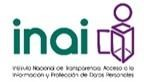 inai
Instituto Nacional de Transparencia, Acceso a la
Información y Protección de Datos Personales